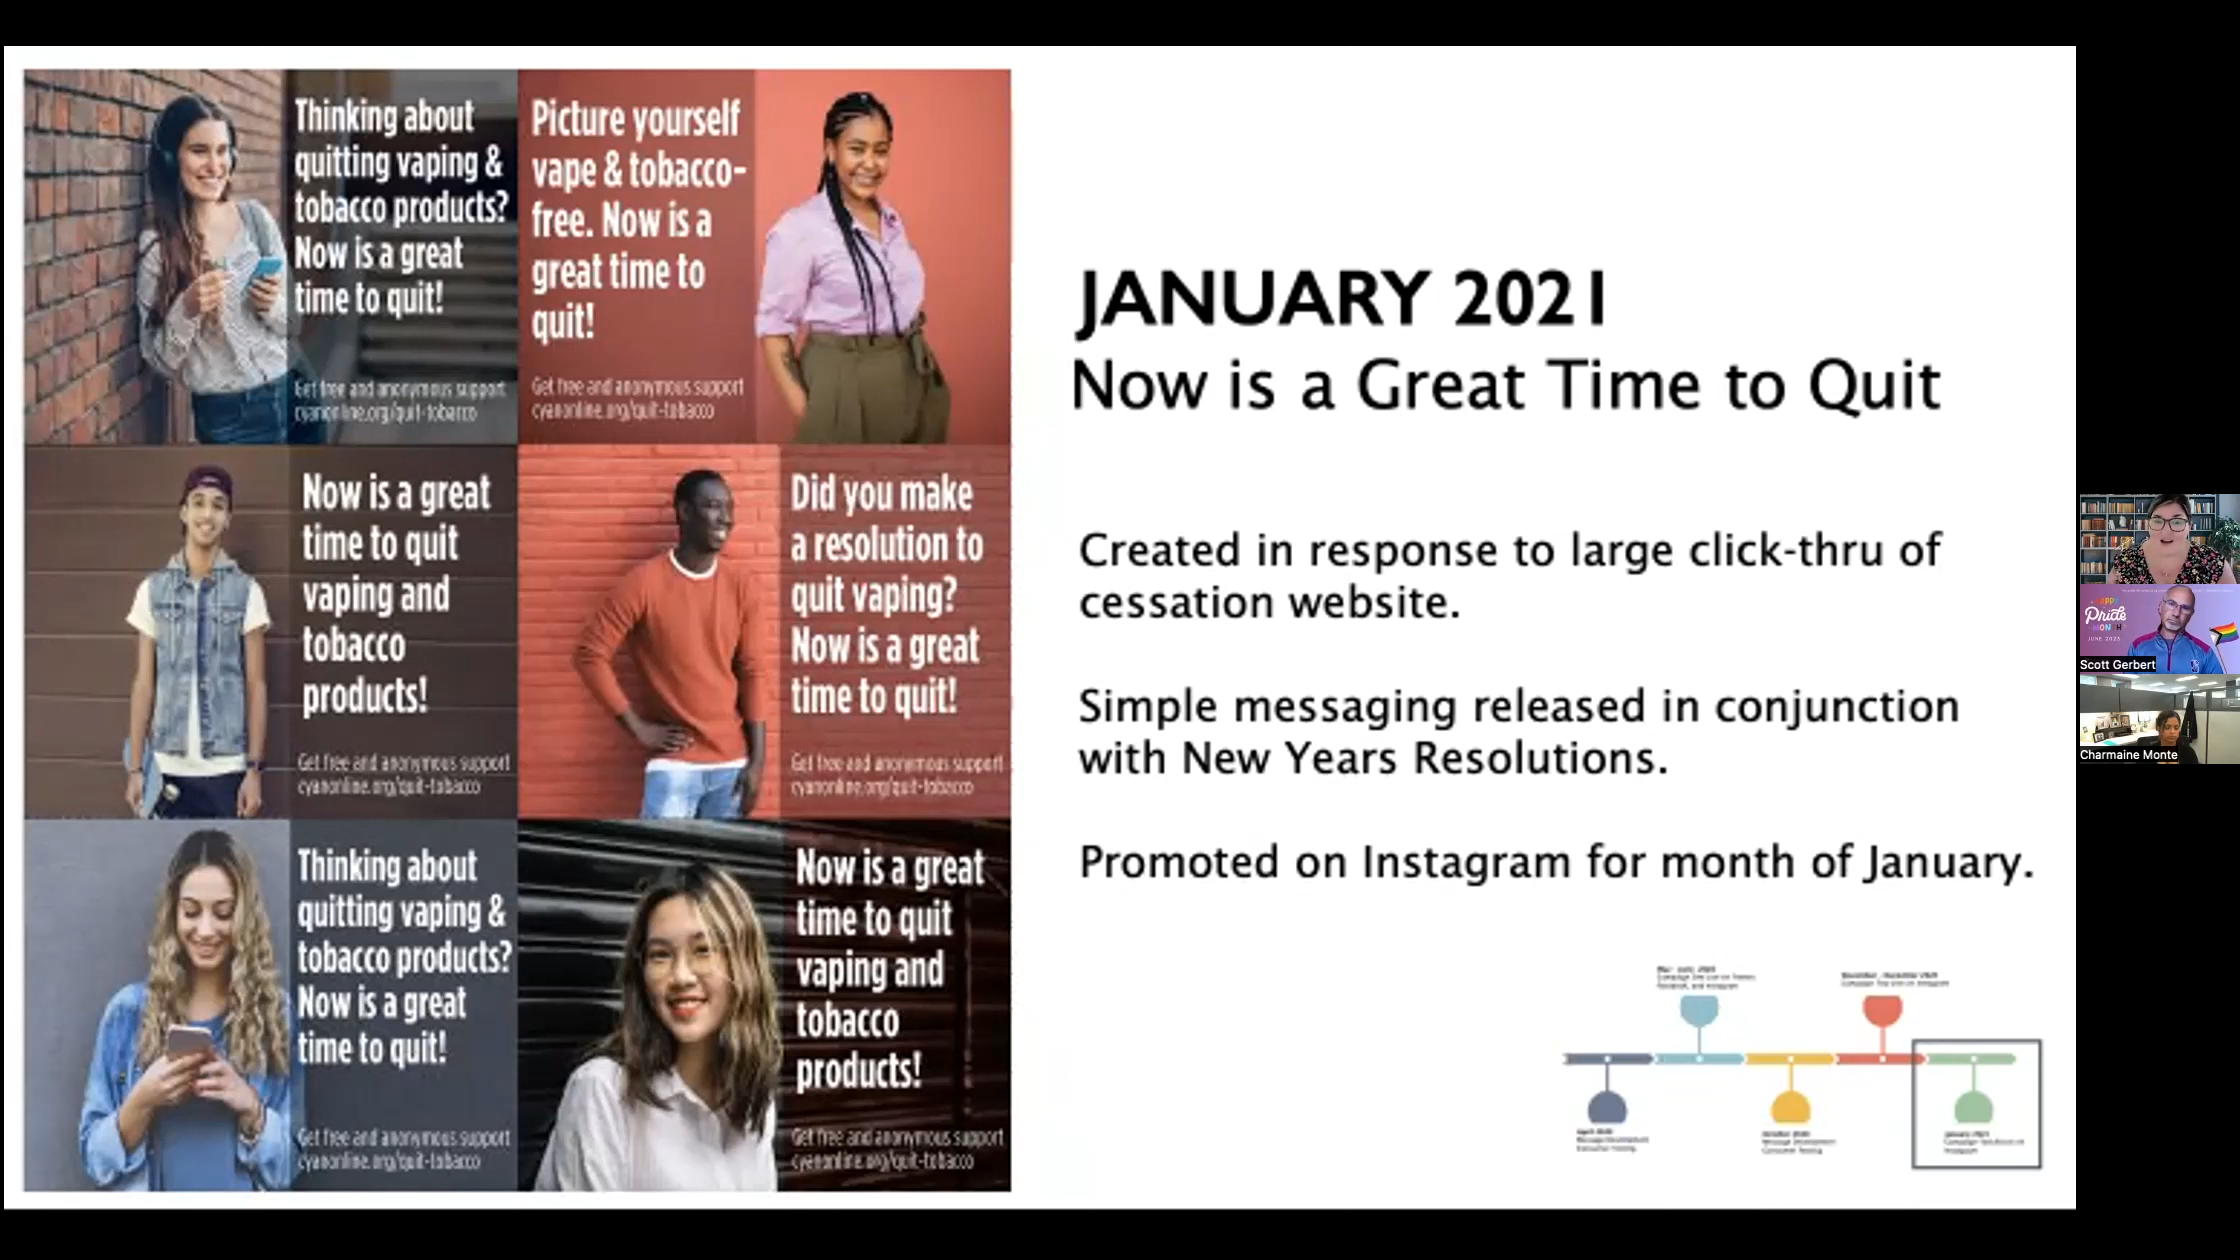 Thinking about
quitting vaping &
tobacco products?
Now is a great
time to quit!
Get free and anonymous support
cyanonline.org/quit-tobacco
Picture yourself
vape & tobacco-
free. Now is a
great time to
quit!
Get free and anonymous support
cyanonline.org/quit-tobacco
Now is a great
time to quit
vaping and
tobacco
products!
Get free and anonymous support
cyanonline.org/quit-tobacco
Did you make
a resolution to
quit vaping?
Now is a great
time to quit!
Get free and anonymous support
cyanonline.org/quit-tobacco
Thinking about
quitting vaping &
tobacco products?
Now is a great
time to quit!
Get free and anonymous support
cyanonline.org/quit-tobacco
Now is a great
time to quit
vaping and
tobacco
products!
Get free and anonymous support
cyanonline.org/quit-tobacco
JANUARY 2021
Now is a Great Time to Quit
Created in response to large click-thru of
cessation website.
Simple messaging released in conjunction
with New Years Resolutions.
Promoted on Instagram for month of January.
HAPPY
Pride
MONTH
JUNE 2023
Scott Gerbert
Charmaine Monte